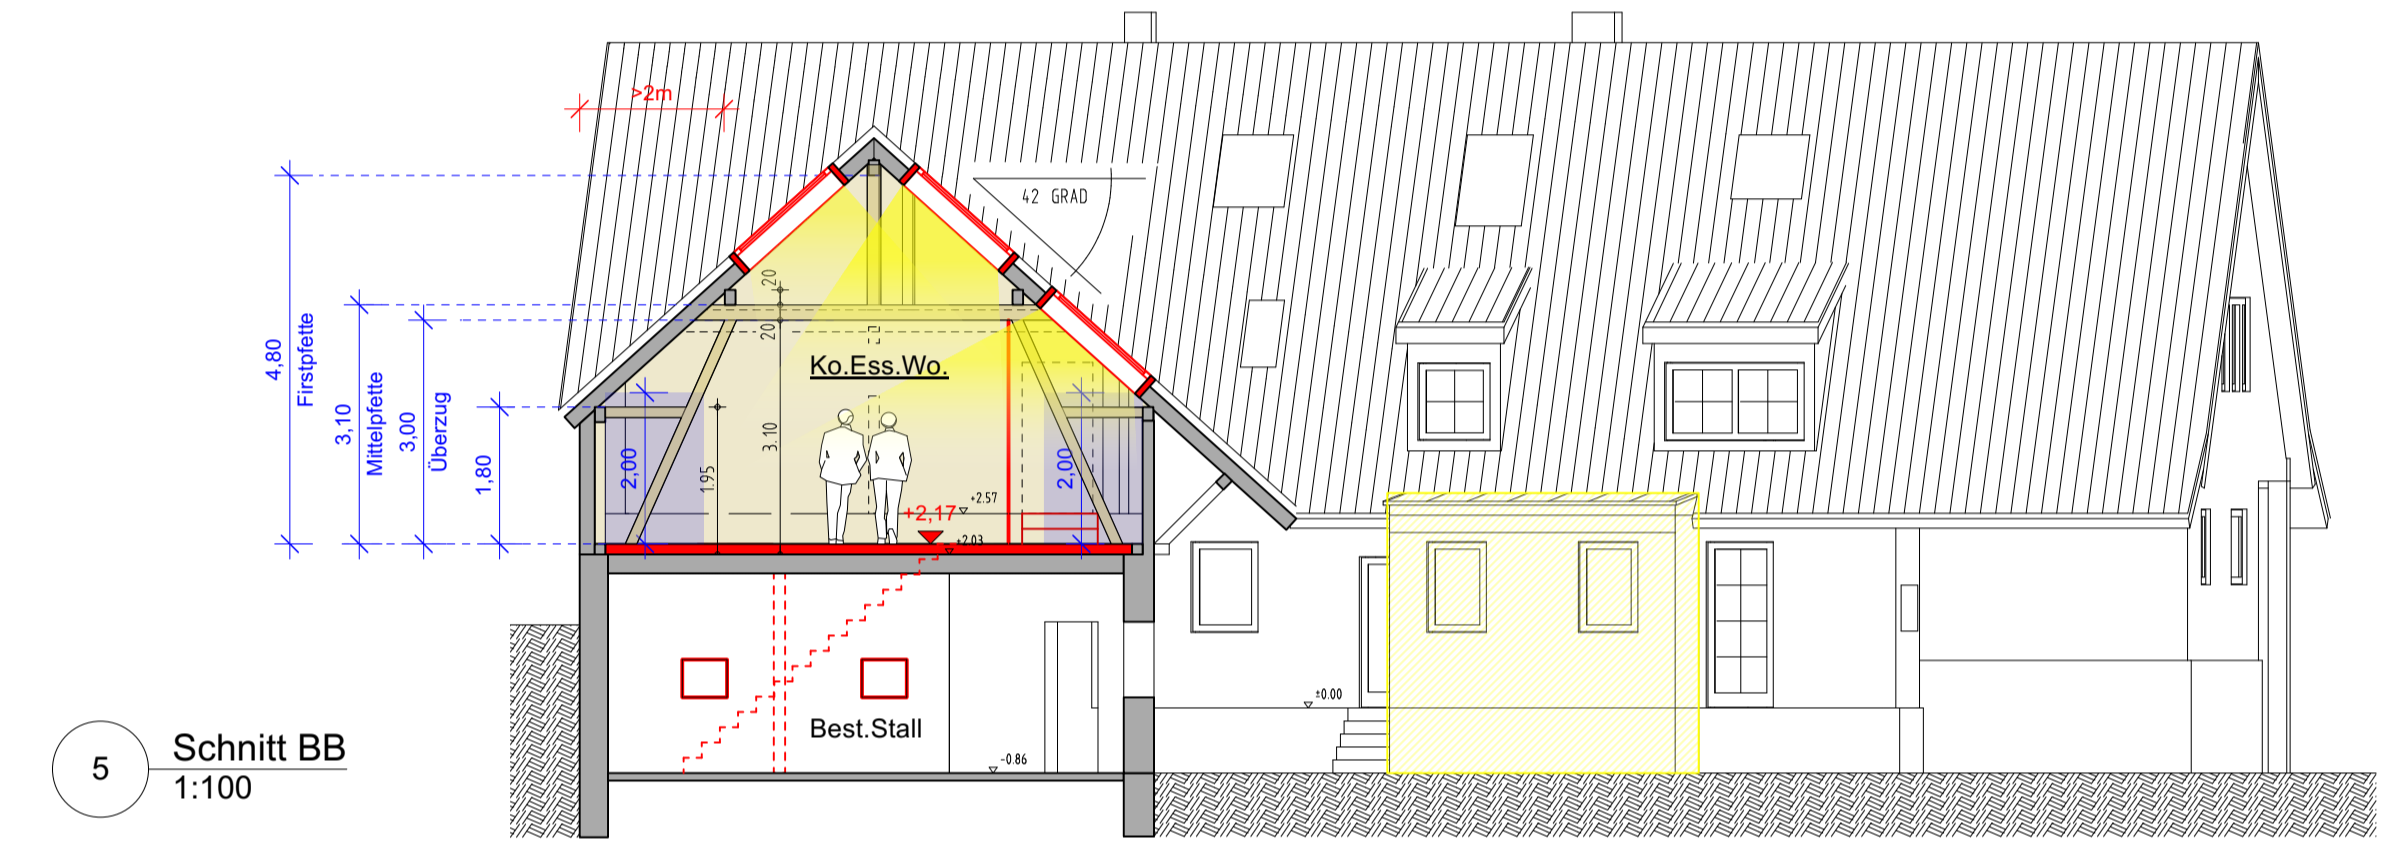 >2m
42 GRAD
20
4,80
Firstpfette
3,10
Mittelpfette
3,00
Überzug
1,80
20
Ko.Ess.Wo.
2,00
1.95
3.10
2,00
+2.57
+2,17
+2.03
±0.00
Best.Stall
-0.86
5
Schnitt BB
1:100